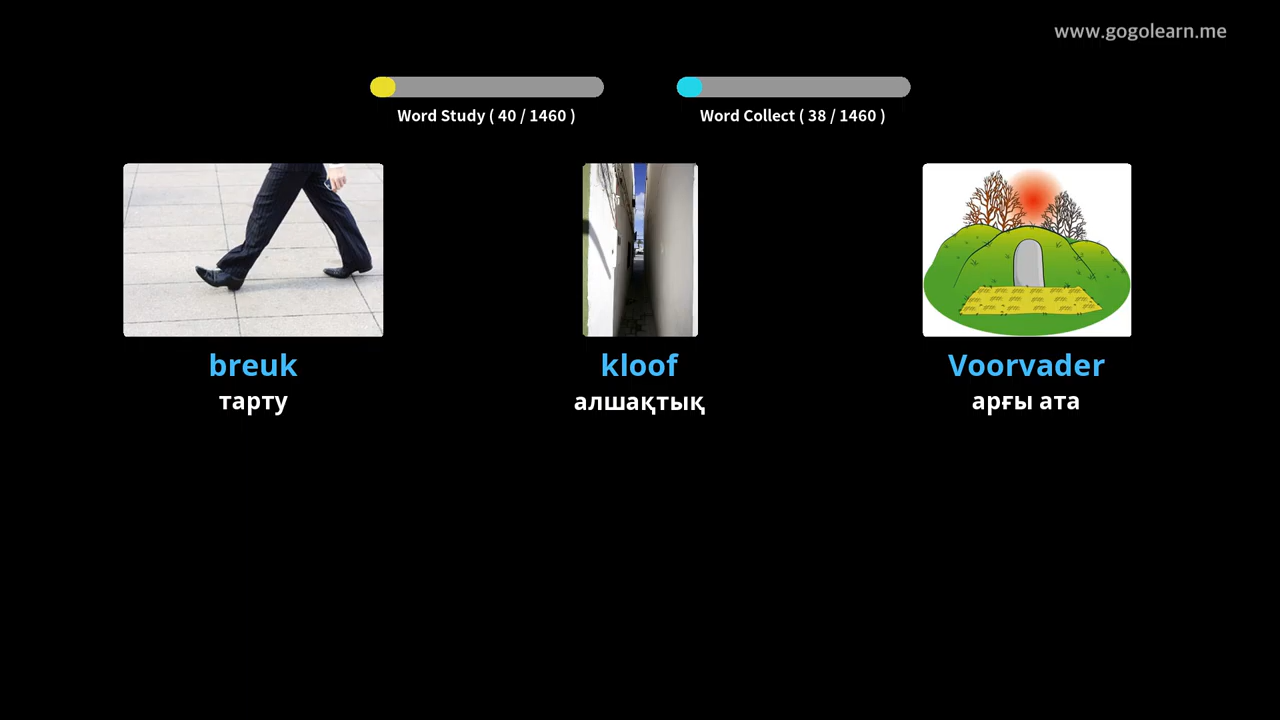 www.gogolearn.me
Word Study ( 40 / 1460 )
Word Collect ( 38 / 1460 )
breuk
тарту
kloof
алшақтық
Voorvader
арғы ата